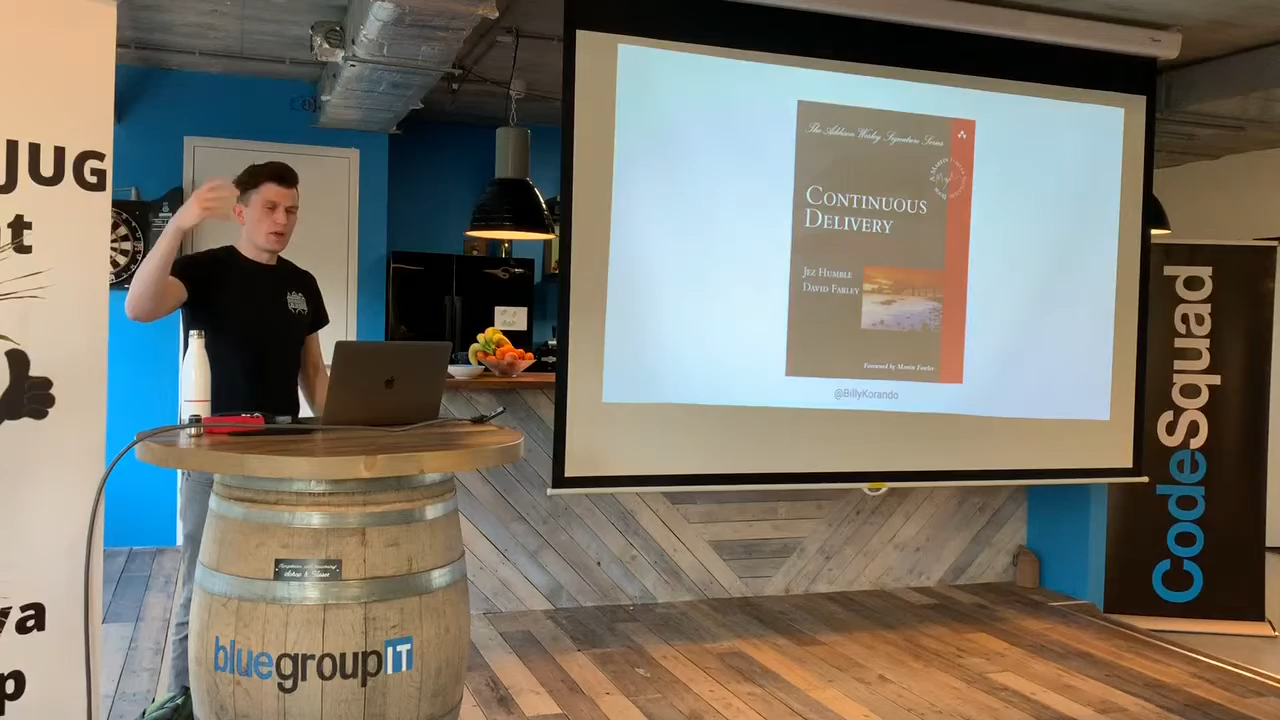 JUG
t
va
p
The Addison Wesley Signature Series
CONTINUOUS
DELIVERY
JEZ HUMBLE
DAVID FARLEY
Foreword by Martin Fowler
@BillyKorando
CodeSquad
bluegroupIT